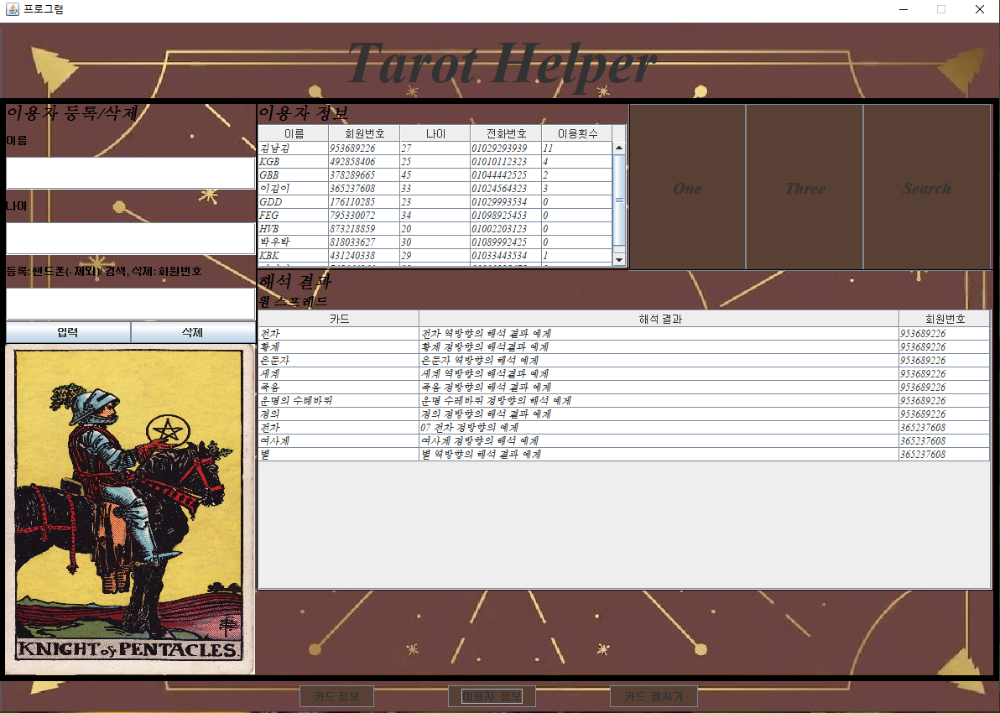 프로그램
Tarot Helper
이용자 등록/삭제
이름
나이
등록:핸드폰(-제외)/ 검색, 삭제:회원번호
입력 삭제
KNIGHT of PENTACLES.
이용자 정보
이름 회원번호 나이 전화번호 이용횟수
김남김 953689226 27 01029293939 11
KGB 492858406 25 01010112323 4
GBB 378289665 45 01044442525 2
이김이 365237608 33 01024564323 3
GDD 176110285 23 01029993534 0
FEG 795330072 34 01098925453 0
HVB 873218859 20 01002203123 0
박우박 818033627 30 01089992425 0
KBK 431240338 29 01033443534 1
One Three Search
해석 결과
원 스프레드
카드 해석 결과 회원번호
전차 전차 역방향의 해석 결과 예제 953689226
황제 황제 정방향의 해석결과 예제 953689226
은둔자 은둔자 역방향의 해석 예제 953689226
세계 세계 역방향의 해석결과 예제 953689226
죽음 죽음 정방향의 해석 결과 예제 953689226
운명의 수레바퀴 운명 수레바퀴 정방향의 해석 예제 953689226
정의 정의 정방향의 해석 결과 예제 953689226
전차 07 전차 정방향의 예제 365237608
여사제 여사제 정방향의 해석 예제 365237608
별 별 역방향의 해석 결과 예제 365237608
카드 정보 이용자 정보 카드 펼치기